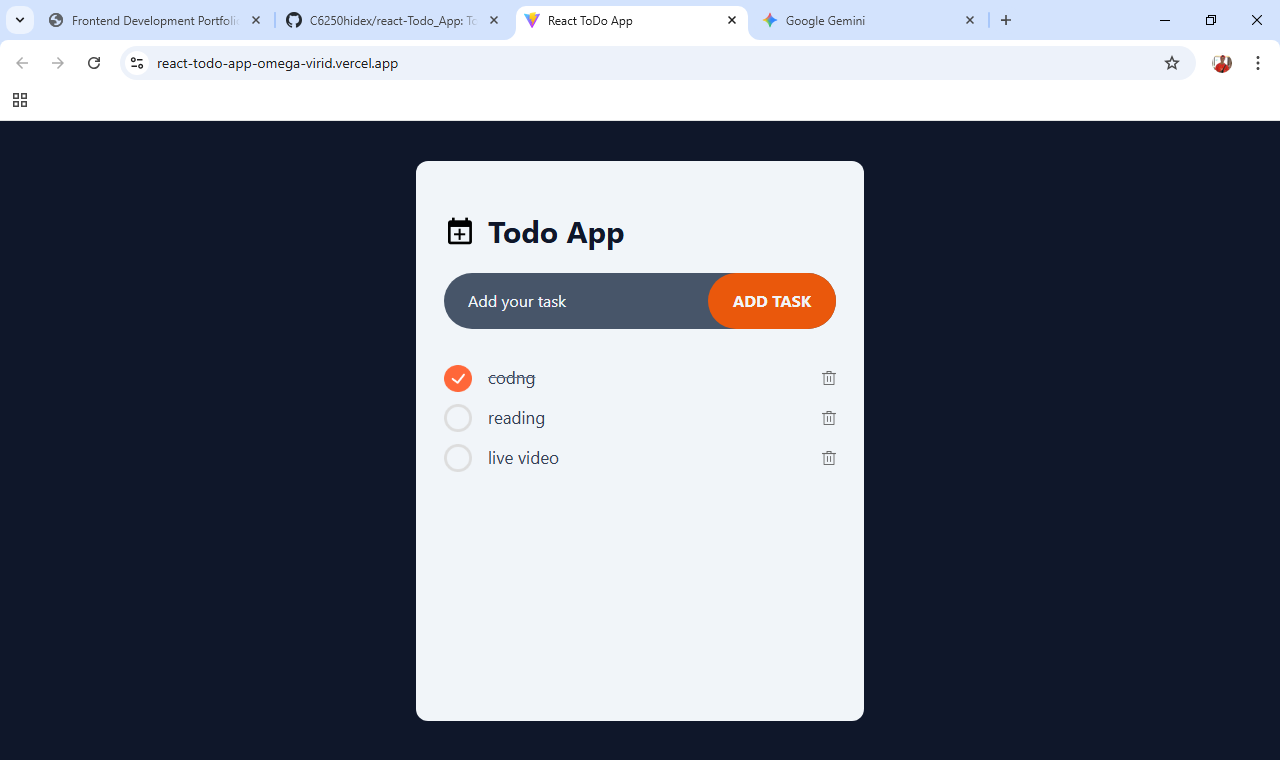 Frontend Development Portfoli
C6250hidex/react-Todo_App: To
React ToDo App
Google Gemini
react-todo-app-omega-virid.vercel.app
Todo App
Add your task
ADD TASK
codng
reading
live video